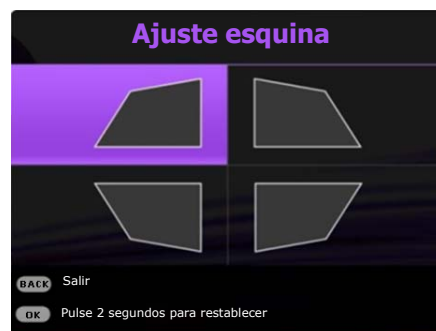 Ajuste esquina
BACK Salir
OK Pulse 2 segundos para restablecer